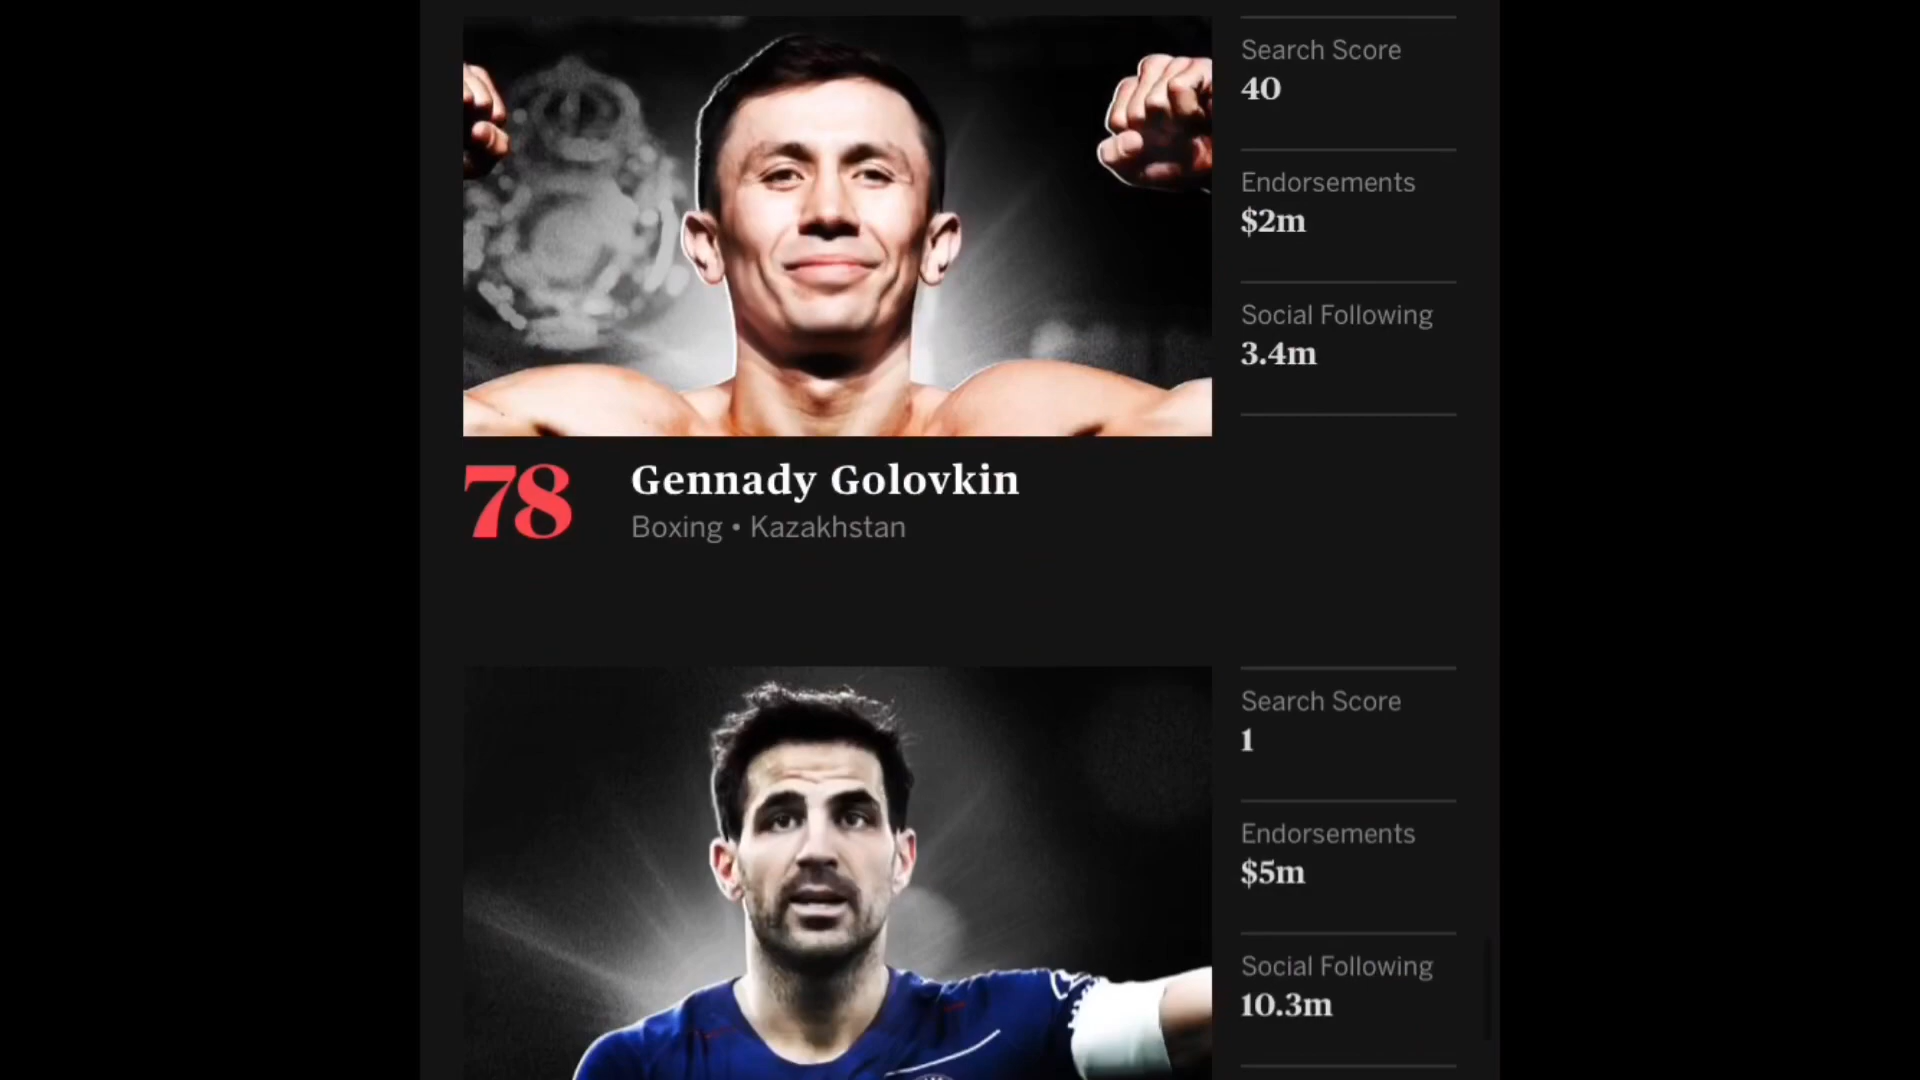 Search Score
40
Endorsements
$2m
Social Following
3.4m
78
Gennady Golovkin
Boxing • Kazakhstan
Search Score
1
Endorsements
$5m
Social Following
10.3m